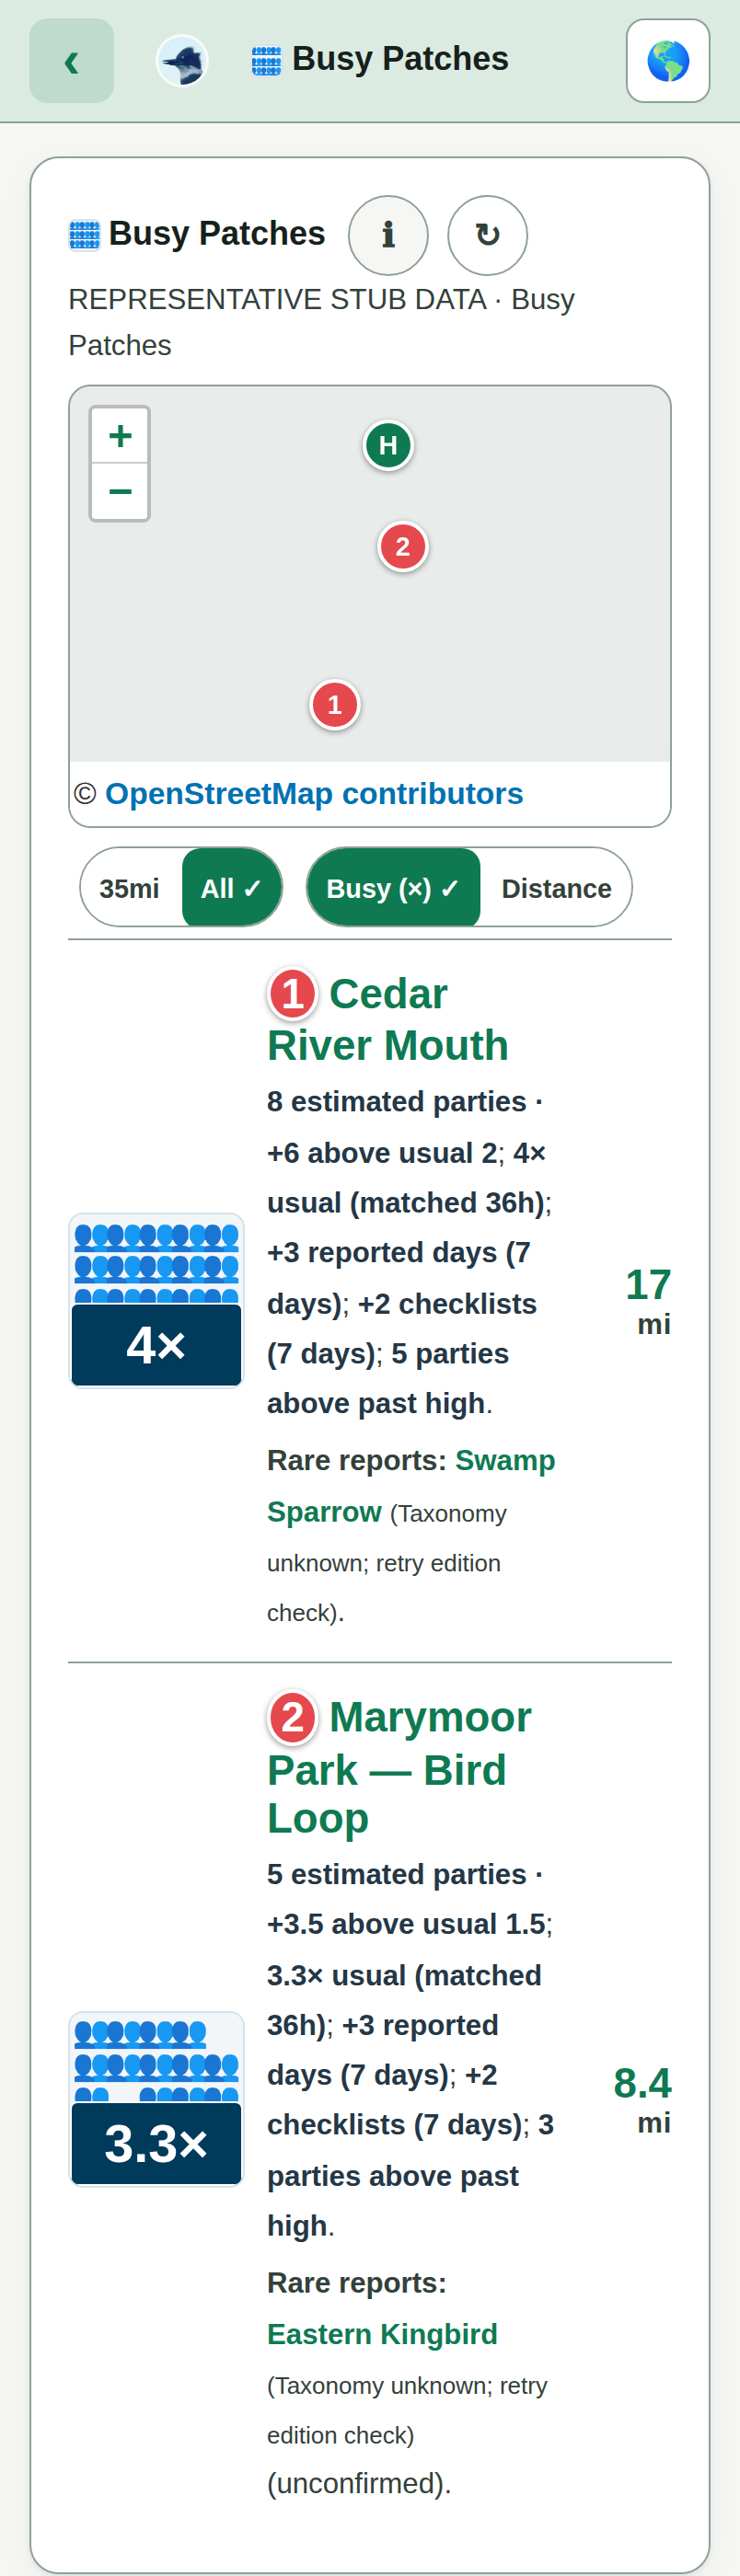 ‹ Busy Patches
Busy Patches ℹ ↻
REPRESENTATIVE STUB DATA · Busy
Patches
+
−
H
2
1
© OpenStreetMap contributors
35mi All ✓ Busy (×) ✓ Distance
1 Cedar
River Mouth
8 estimated parties ·
+6 above usual 2; 4×
usual (matched 36h);
+3 reported days (7
days); +2 checklists
(7 days); 5 parties
above past high.
Rare reports: Swamp
Sparrow (Taxonomy
unknown; retry edition
check).
4×
17
mi
2 Marymoor
Park — Bird
Loop
5 estimated parties ·
+3.5 above usual 1.5;
3.3× usual (matched
36h); +3 reported
days (7 days); +2
checklists (7 days); 3
parties above past
high.
Rare reports:
Eastern Kingbird
(Taxonomy unknown; retry
edition check)
(unconfirmed).
3.3×
8.4
mi